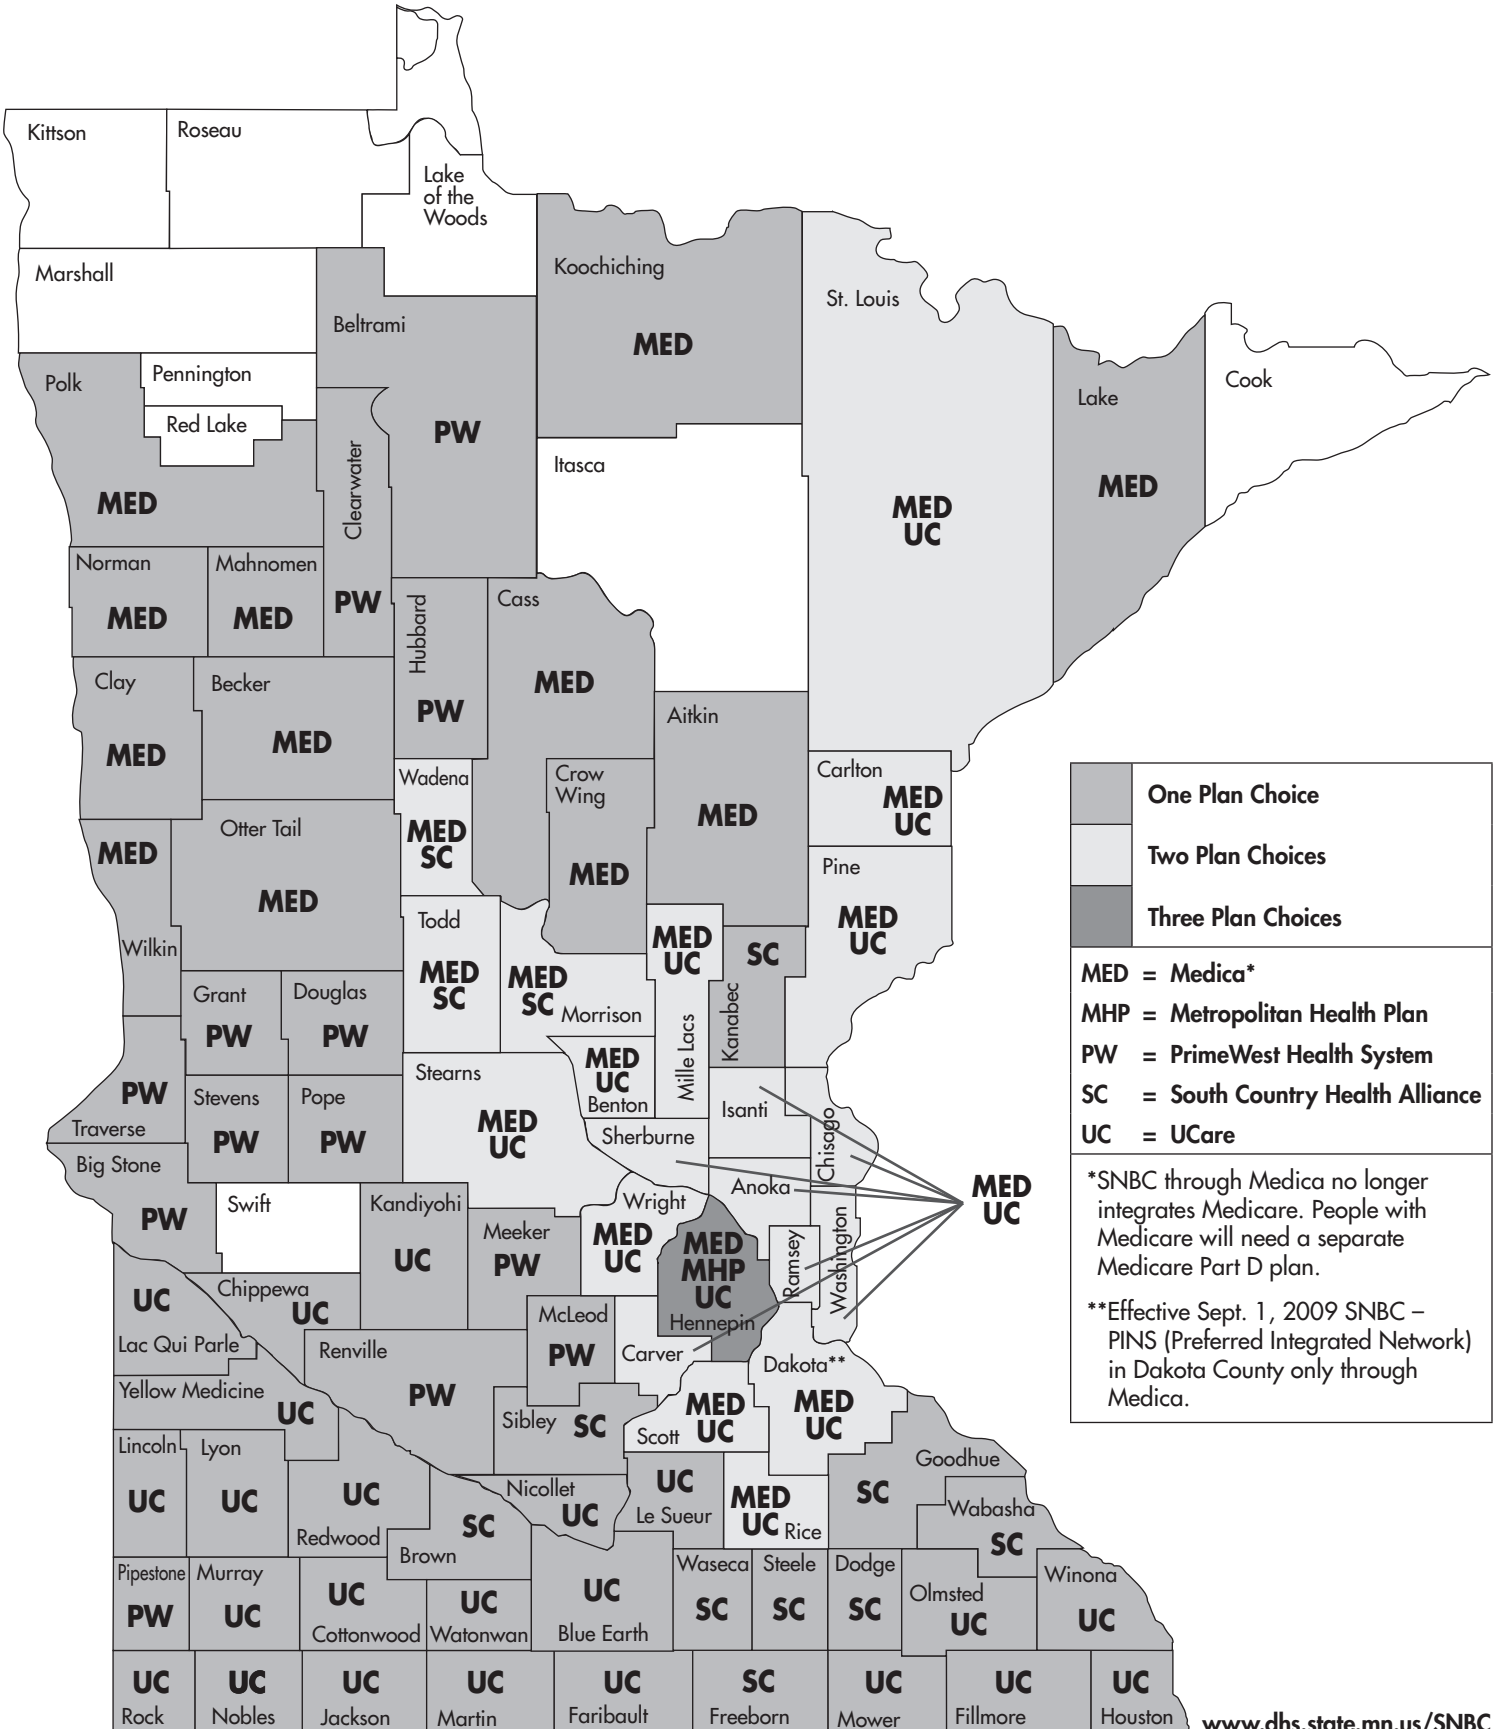 Kittson
Roseau
Lake
of the
Woods
Marshall
Koochiching
MED
St. Louis
MED
UC
Beltrami
PW
Polk
MED
Pennington
Red Lake
Clearwater
PW
Itasca
Lake
MED
Cook
Norman
MED
Mahnomen
MED
Hubbard
PW
Cass
MED
Clay
MED
Becker
MED
Aitkin
MED
Wadena
MED
SC
Crow
Wing
MED
Carlton
MED
UC
MED
Wilkin
Otter Tail
MED
Pine
MED
UC
Todd
MED
SC
MED
SC
Morrison
MED
UC
Mille Lacs
SC
Kanabec
Grant
PW
Douglas
PW
PW
Traverse
Stevens
PW
Pope
PW
Stearns
MED
UC
MED
UC
Benton
Isanti
Sherburne
Chisago
Anoka
Big Stone
PW
Swift
Kandiyohi
UC
Meeker
PW
Wright
MED
UC
MED
MHP
UC
Hennepin
Ramsey
Washington
MED
UC
UC
Lac Qui Parle
Chippewa
UC
McLeod
PW
Carver
Renville
PW
Dakota**
MED
UC
Yellow Medicine
UC
Sibley
SC
MED
UC
Scott
Lincoln
UC
Lyon
UC
UC
Redwood
SC
Brown
Nicollet
UC
UC
Le Sueur
MED
UC
Rice
Goodhue
SC
Wabasha
SC
Pipestone
PW
Murray
UC
UC
Cottonwood
UC
Watonwan
UC
Blue Earth
Waseca
SC
Steele
SC
Dodge
SC
Olmsted
UC
Winona
UC
UC
Rock
UC
Nobles
UC
Jackson
UC
Martin
UC
Faribault
SC
Freeborn
UC
Mower
UC
Fillmore
UC
Houston
One Plan Choice
Two Plan Choices
Three Plan Choices
MED = Medica*
MHP = Metropolitan Health Plan
PW = PrimeWest Health System
SC = South Country Health Alliance
UC = UCare
*SNBC through Medica no longer
integrates Medicare. People with
Medicare will need a separate
Medicare Part D plan.
**Effective Sept. 1, 2009 SNBC –
PINS (Preferred Integrated Network)
in Dakota County only through
Medica.
www.dhs.state.mn.us/SNBC